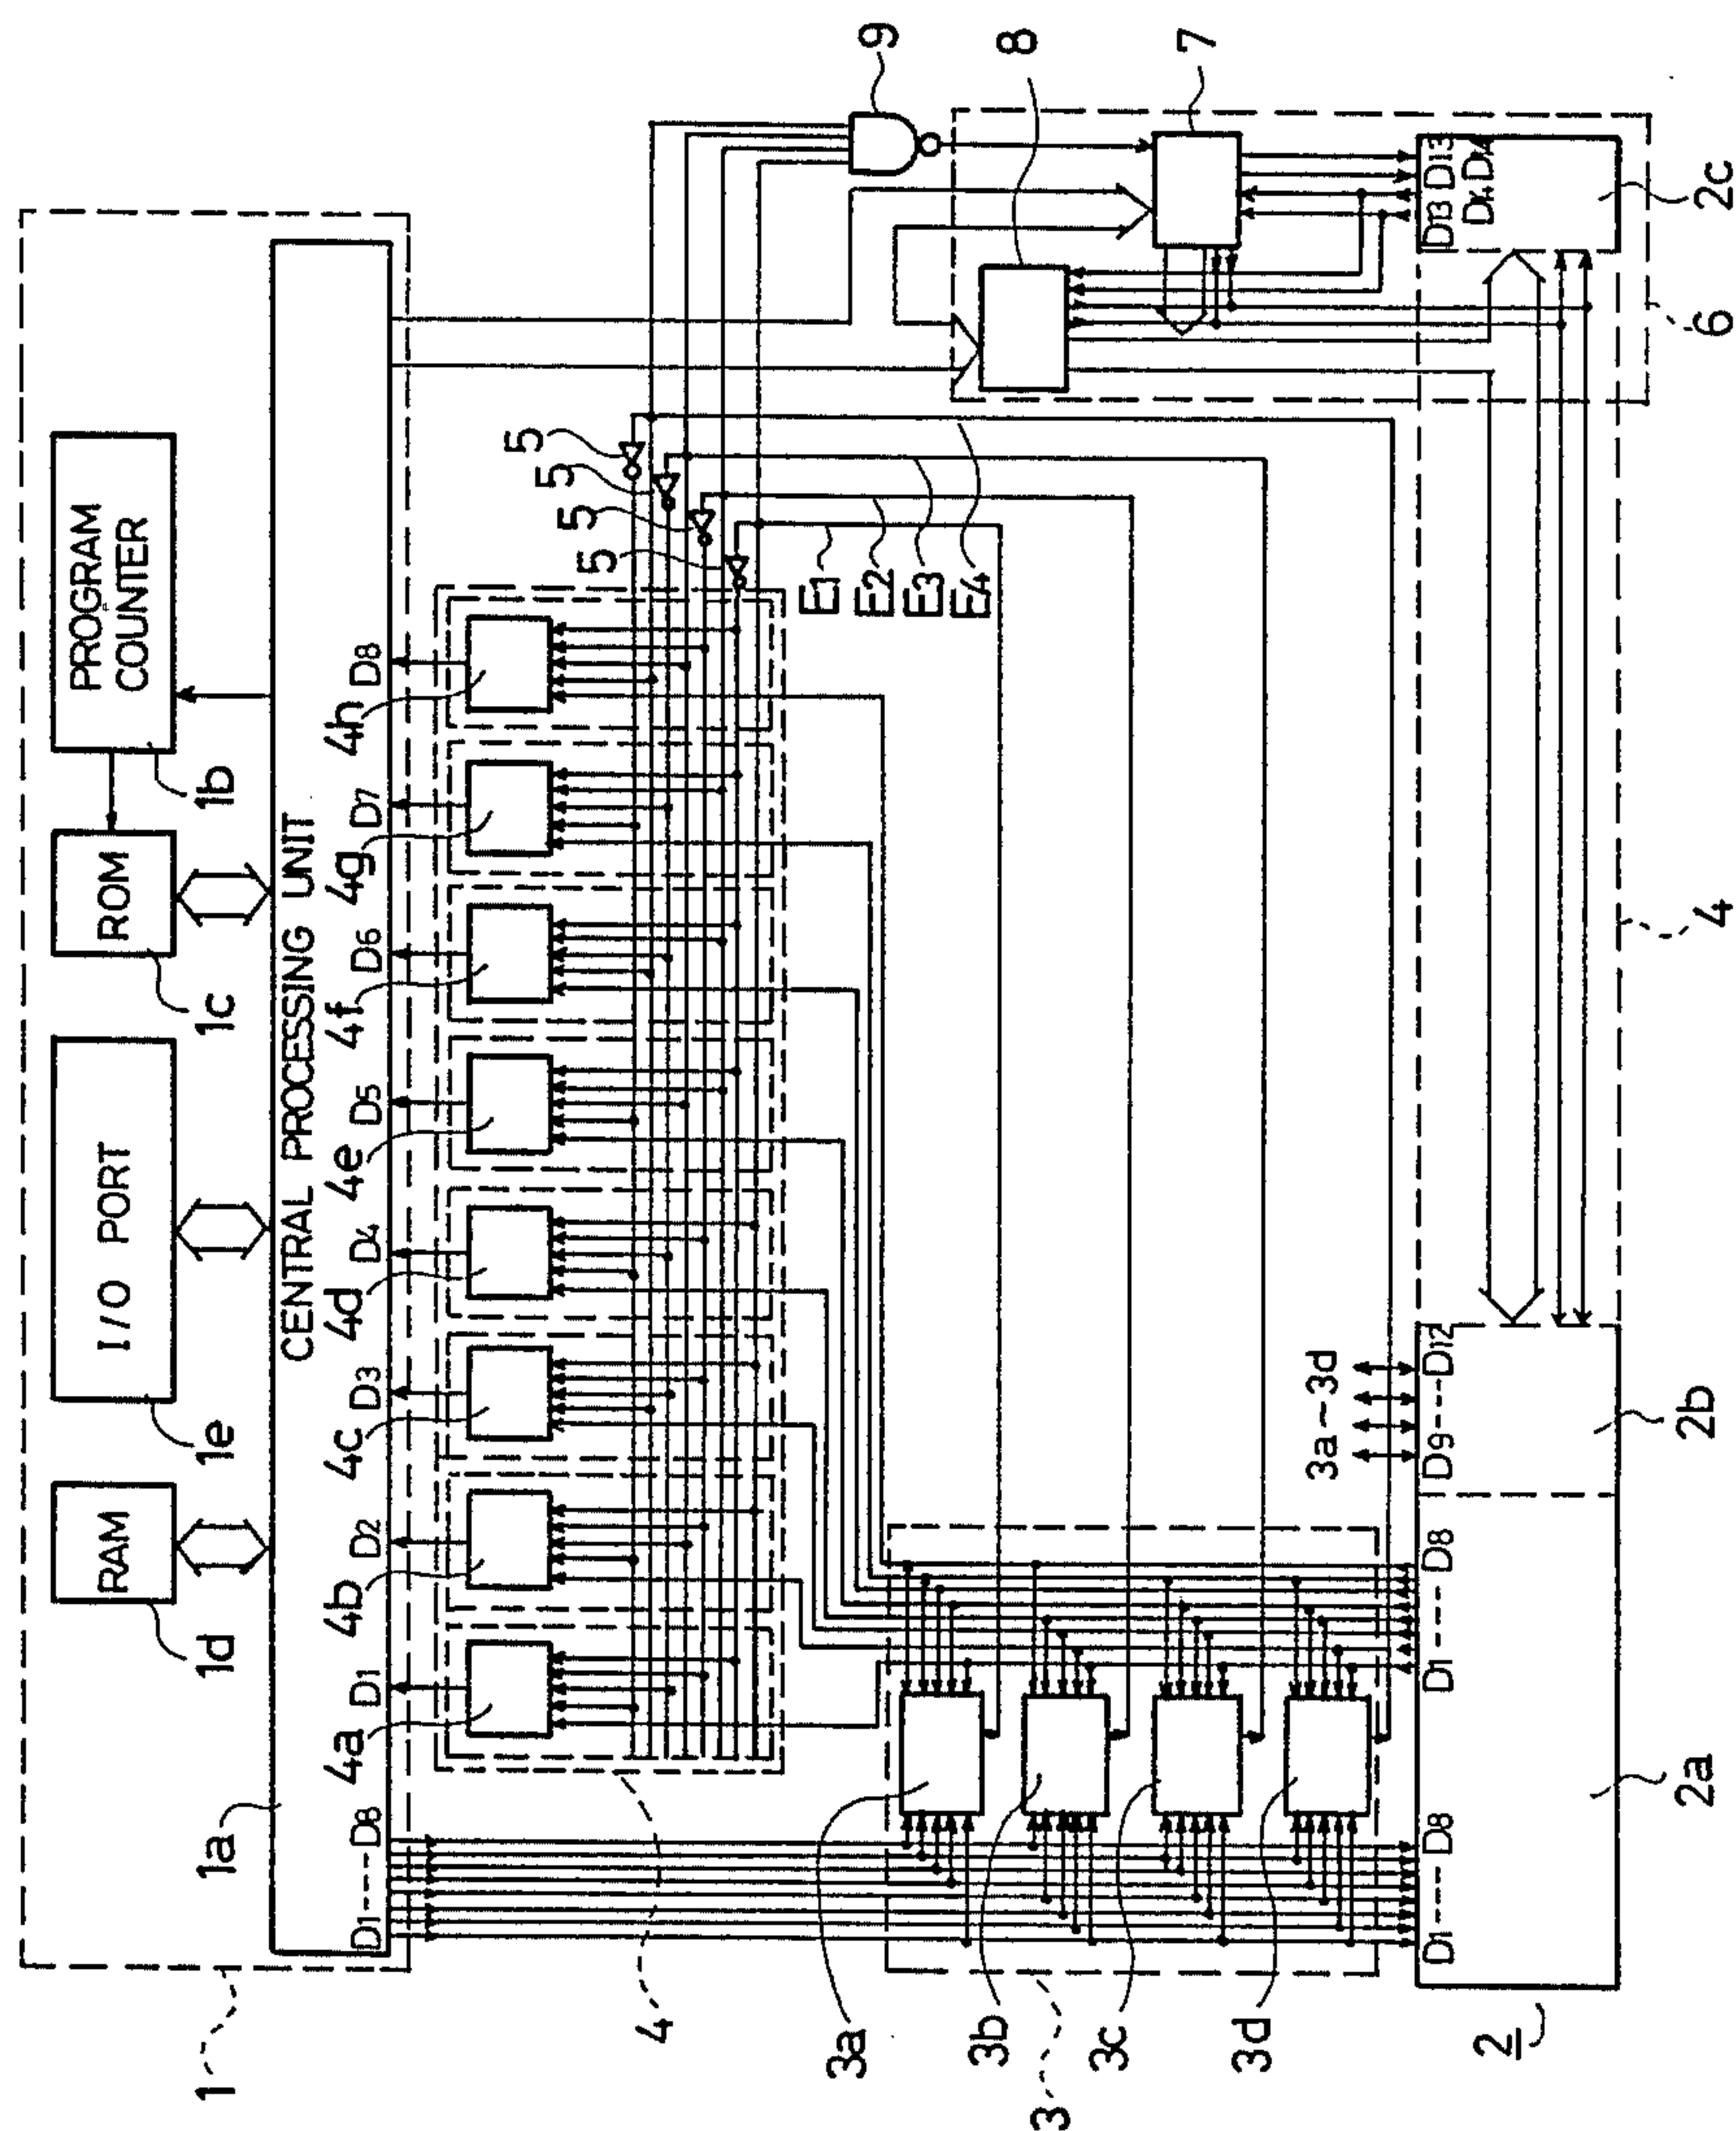 1
1a
1d
RAM
1e
I/O PORT
1c
ROM
1b
PROGRAM
COUNTER
CENTRAL PROCESSING UNIT
D1---D8
D1
D2
D3
D4
D5
D6
D7
D8
4a
4b
4c
4d
4e
4f
4g
4h
4
5
5
5
5
E1
E2
E3
E4
9
8
7
3
3a
3b
3c
3d
3a~3d
D1----D8
D1---D8
D9---D12
D13
D14
D13
D14
2
2a
2b
2c
4
6